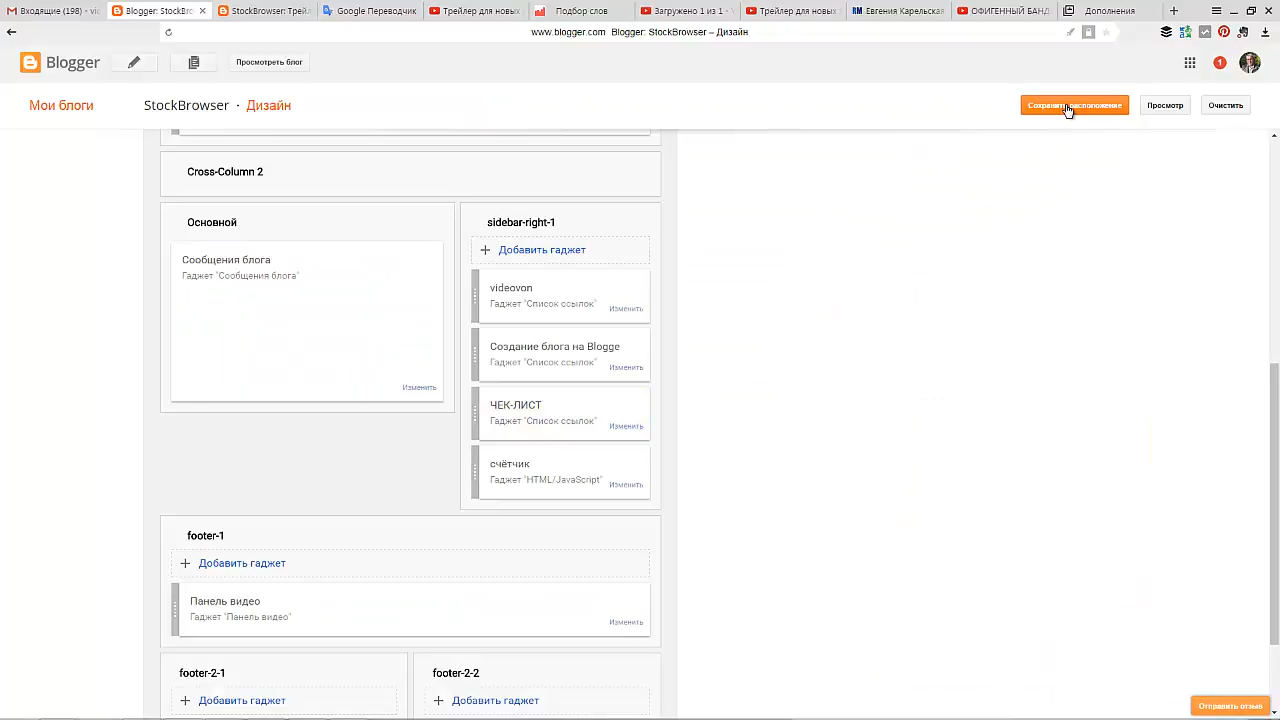 Входящие (198) - vid
Blogger: StockBro
StockBrowser: Трей
Google Переводчик
Трейлер для новых
Подбор слов
Загружено 1 из 1 - Y
Трейлер для новых
Евгения Карельская
ОФИГЕННЫЙ БАНД
Дополнения
www.blogger.com Blogger: StockBrowser – Дизайн
Blogger
Просмотреть блог
1
Мои блоги
StockBrowser · Дизайн
Сохранить расположение
Просмотр
Очистить
Cross-Column 2
Основной
Сообщения блога
Гаджет "Сообщения блога"
Изменить
sidebar-right-1
Добавить гаджет
videovon
Гаджет "Список ссылок"
Изменить
Создание блога на Blogge
Гаджет "Список ссылок"
Изменить
ЧЕК-ЛИСТ
Гаджет "Список ссылок"
Изменить
счётчик
Гаджет "HTML/JavaScript"
Изменить
footer-1
Добавить гаджет
Панель видео
Гаджет "Панель видео"
Изменить
footer-2-1
Добавить гаджет
footer-2-2
Добавить гаджет
Отправить отзыв